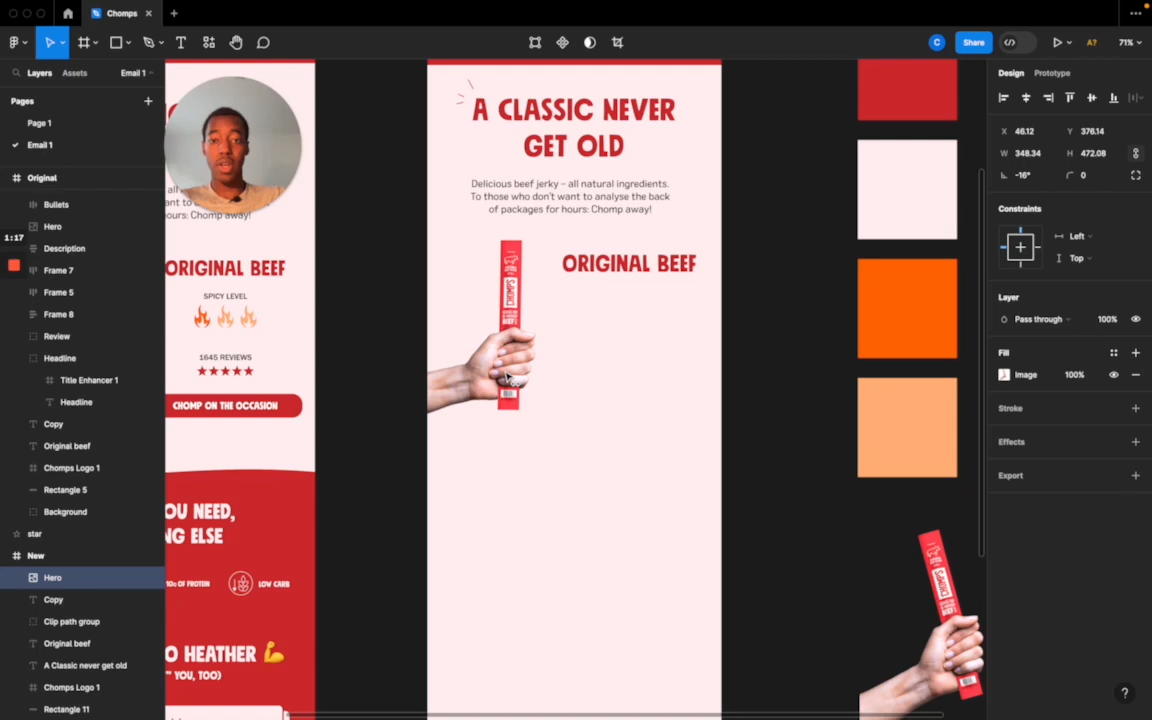 Chomps
Share
A?
71%
Layers
Assets
Email 1
Pages
Page 1
Email 1
Original
Bullets
Hero
1:17
Description
Frame 7
Frame 5
Frame 8
Review
Headline
Title Enhancer 1
Headline
Copy
Original beef
Chomps Logo 1
Rectangle 5
Background
star
New
Hero
Copy
Clip path group
Original beef
A Classic never get old
Chomps Logo 1
Rectangle 11
hours: Chomp away!
ORIGINAL BEEF
SPICY LEVEL
1645 REVIEWS
CHOMP ON THE OCCASION
OU NEED,
NG ELSE
10G OF PROTEIN
LOW CARB
O HEATHER
YOU, TOO)
A CLASSIC NEVER
GET OLD
Delicious beef jerky – all natural ingredients.
To those who don't want to analyse the back
of packages for hours: Chomp away!
CHOMPS
ORIGINAL BEEF
CHOMPS
Design
Prototype
X 46.12
Y 376.14
W 348.34
H 472.08
-16°
0
Constraints
Left
Top
Layer
Pass through
100%
Fill
Image
100%
Stroke
Effects
Export
?